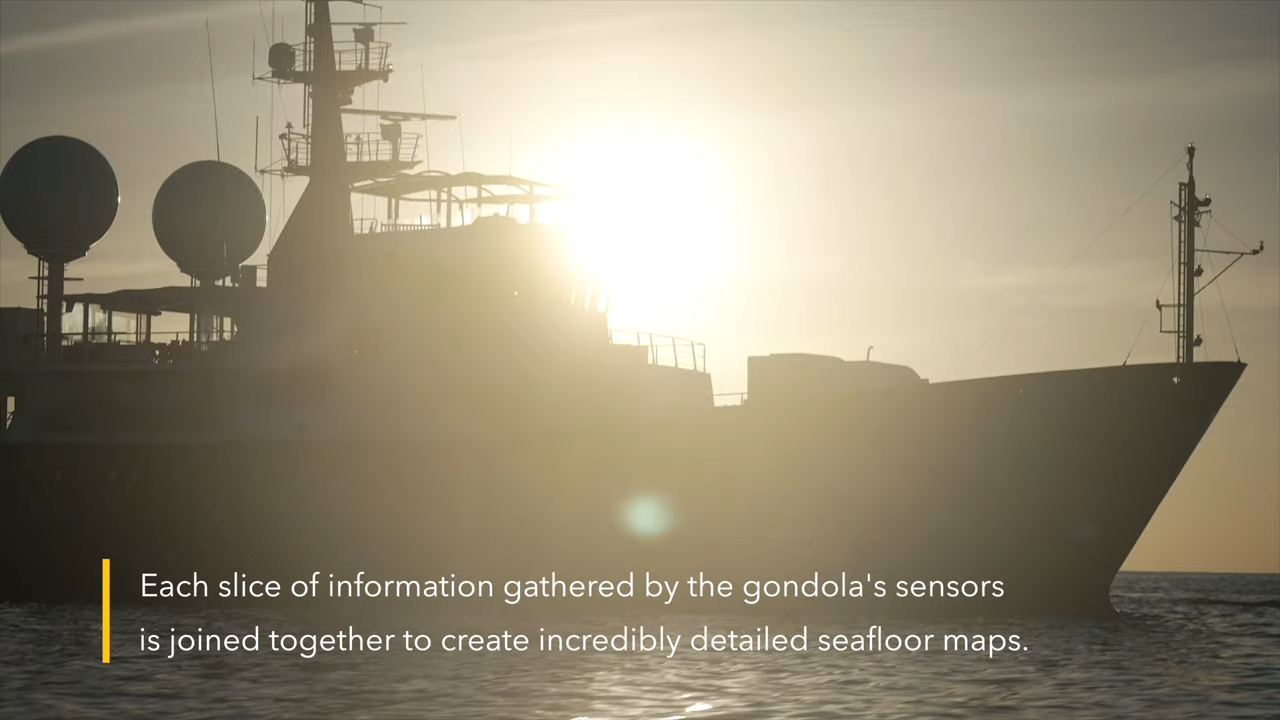 Each slice of information gathered by the gondola's sensors
is joined together to create incredibly detailed seafloor maps.